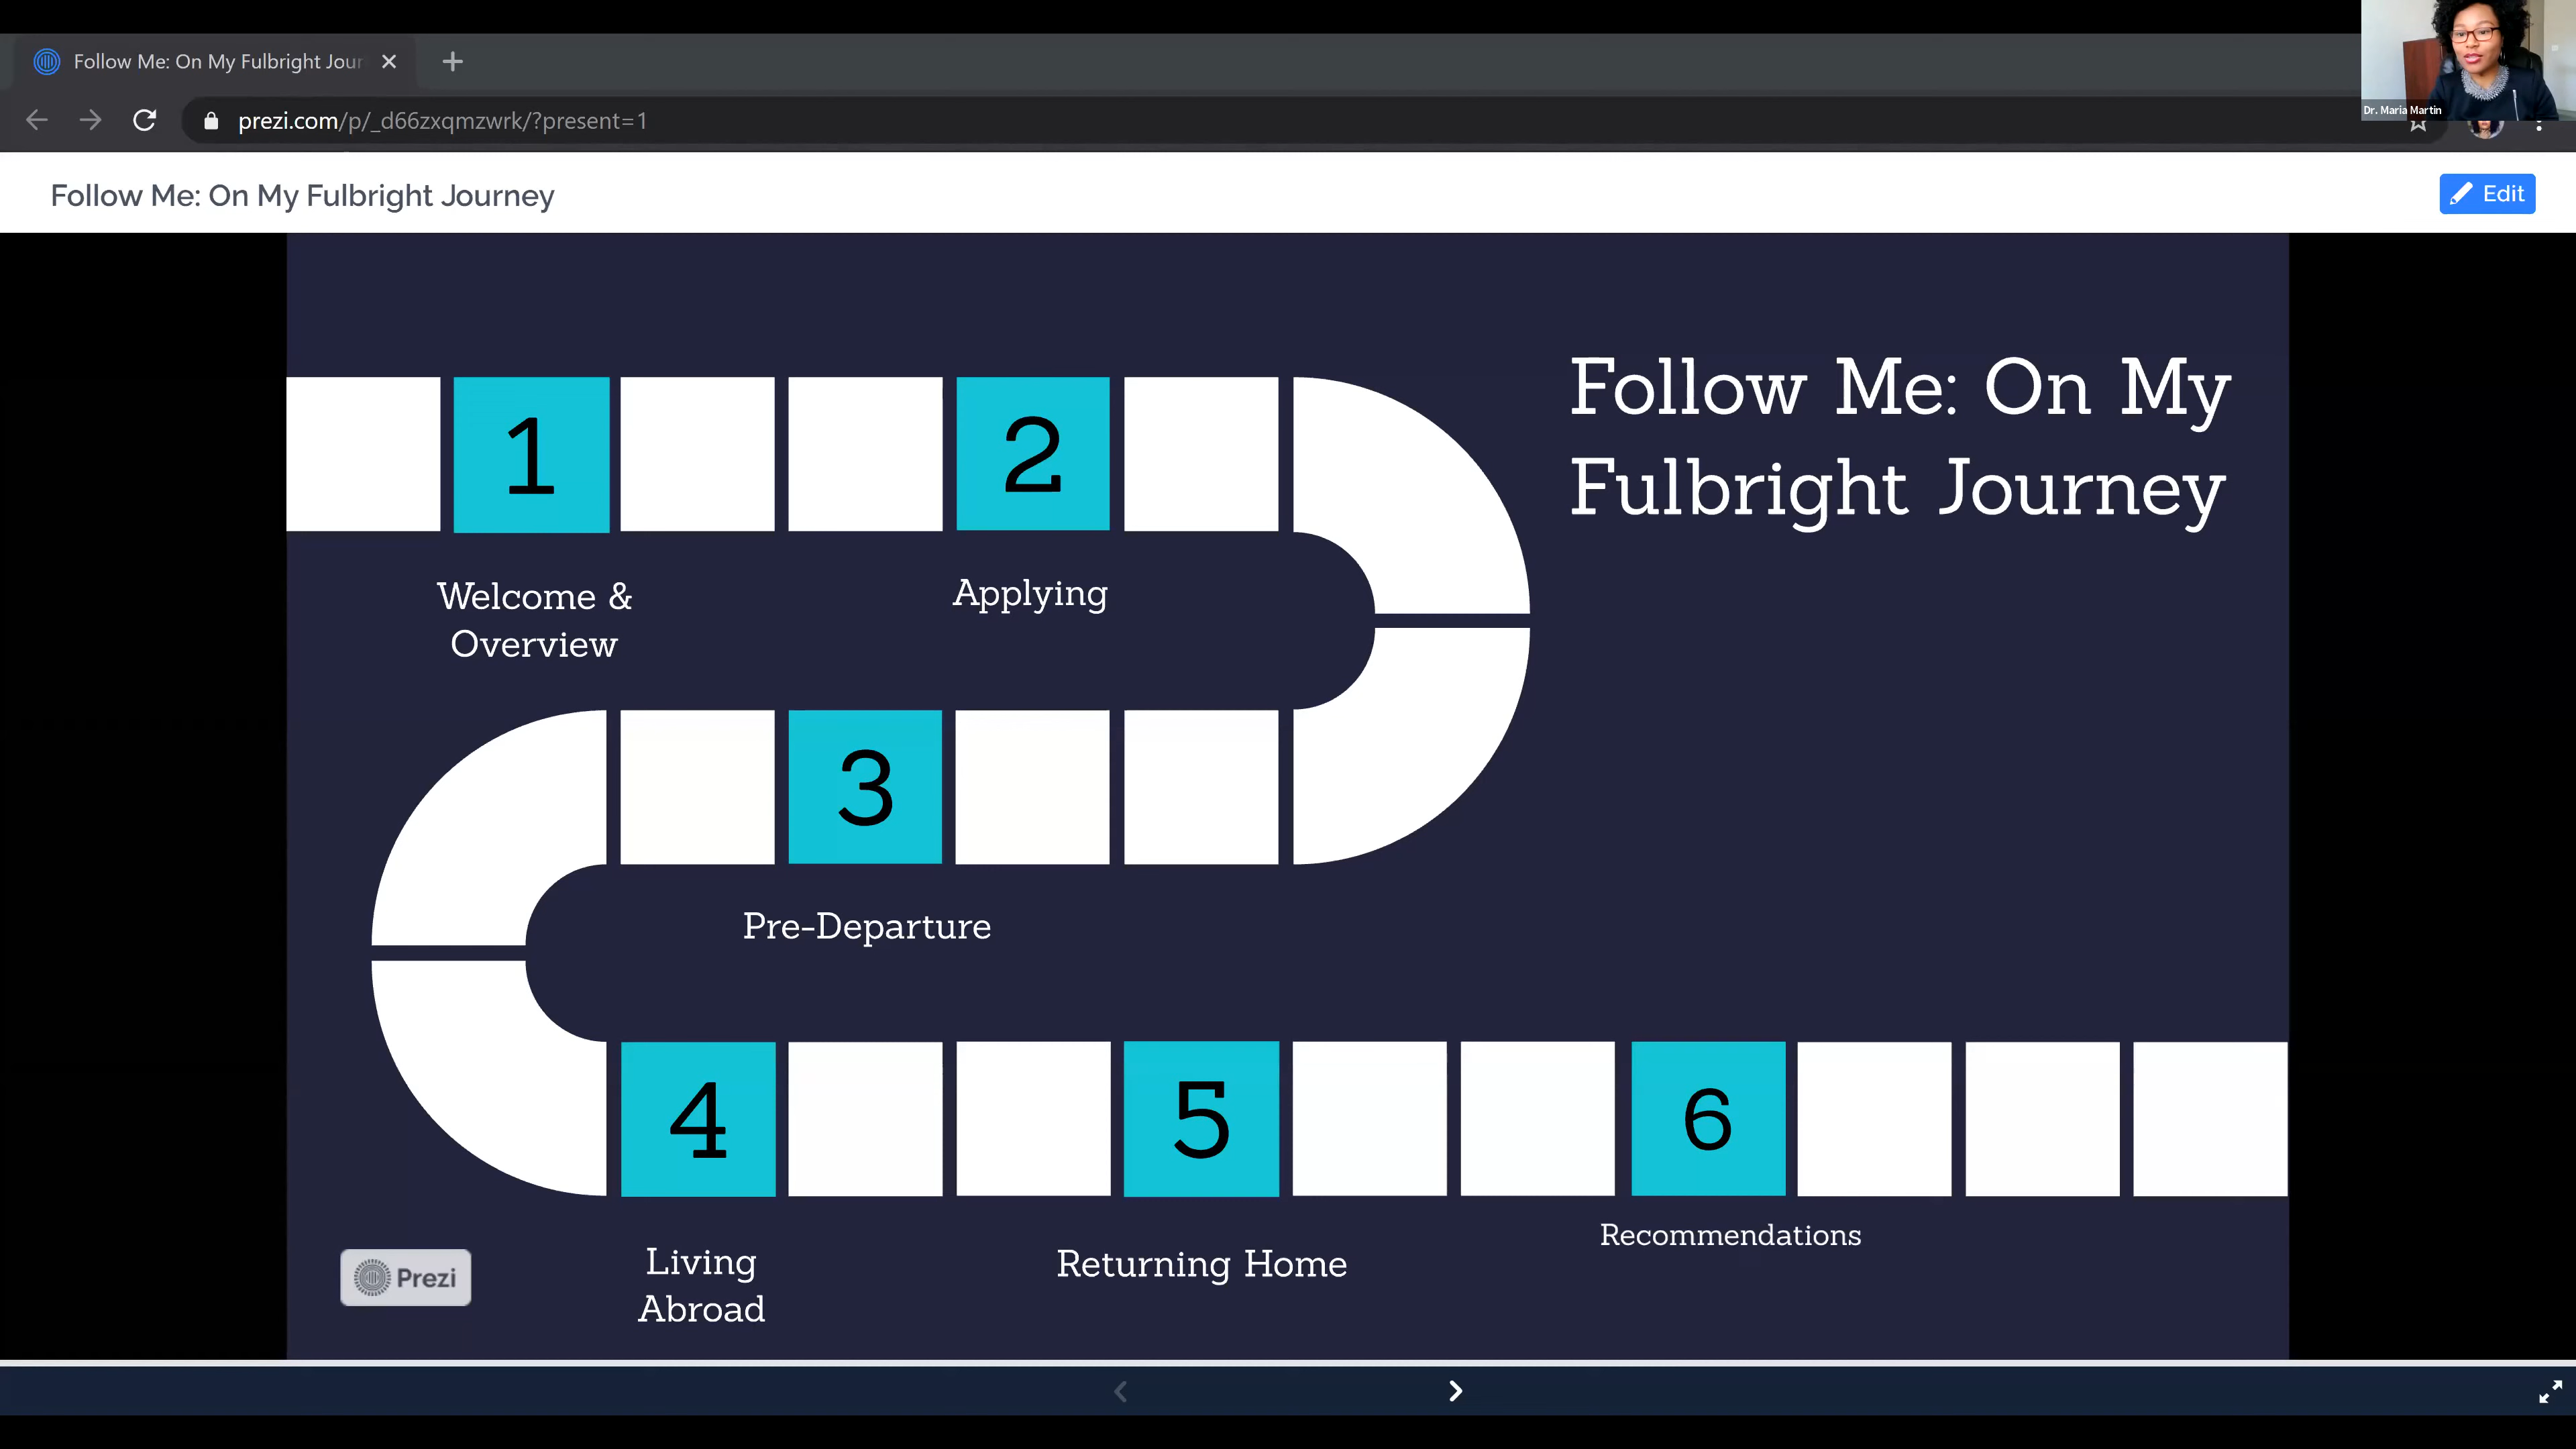 Follow Me: On My Fulbright Jour
prezi.com/p/_d66zxqmzwrk/?present=1
Dr. Maria Martin
Follow Me: On My Fulbright Journey
Edit
Follow Me: On My
Fulbright Journey
1
2
Welcome &
Overview
Applying
3
Pre-Departure
4
5
6
Living
Abroad
Returning Home
Recommendations
Prezi